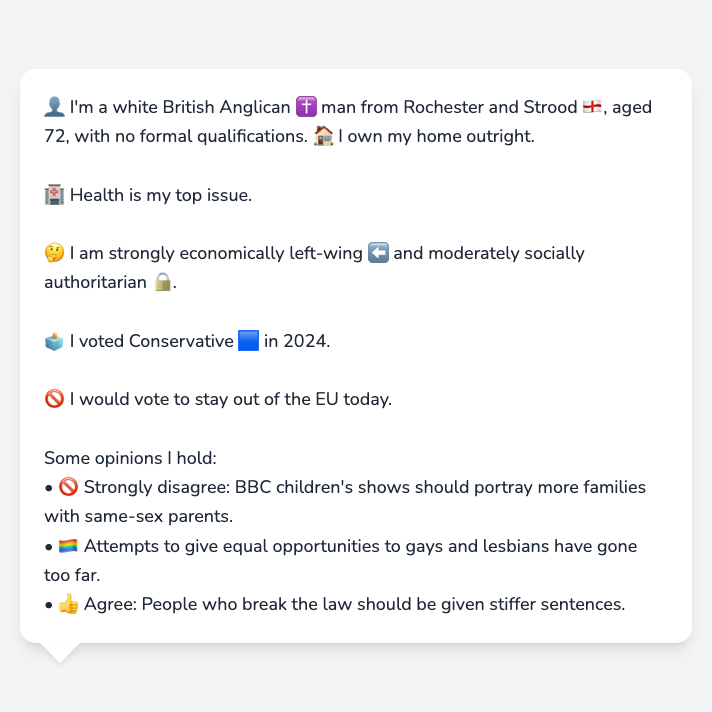 👤 I'm a white British Anglican ✝️ man from Rochester and Strood 🏴󠁧󠁢󠁥󠁮󠁧󠁿, aged
72, with no formal qualifications. 🏠 I own my home outright.
🏥 Health is my top issue.
🤔 I am strongly economically left-wing ⬅️ and moderately socially
authoritarian 🔒.
🗳️ I voted Conservative 🟦 in 2024.
🚫 I would vote to stay out of the EU today.
Some opinions I hold:
• 🚫 Strongly disagree: BBC children's shows should portray more families
with same-sex parents.
• 🏳️‍🌈 Attempts to give equal opportunities to gays and lesbians have gone
too far.
• 👍 Agree: People who break the law should be given stiffer sentences.